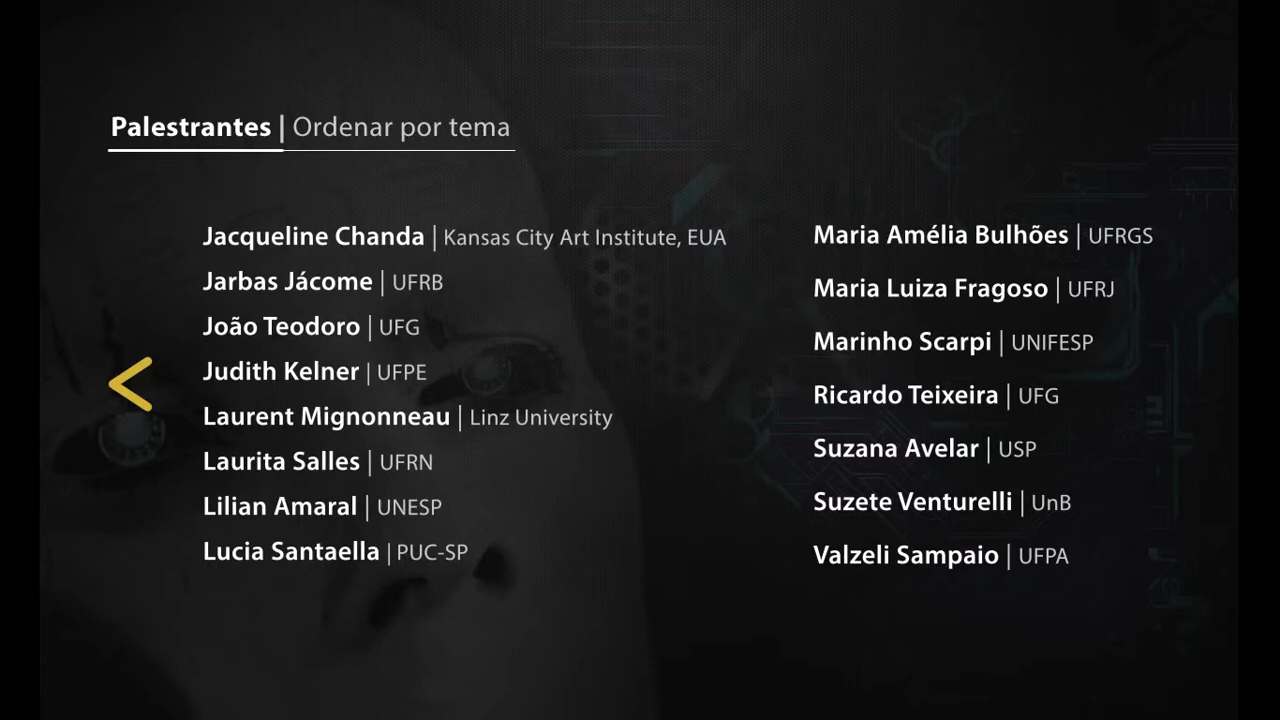 Palestrantes | Ordenar por tema
Jacqueline Chanda | Kansas City Art Institute, EUA
Jarbas Jácome | UFRB
João Teodoro | UFG
Judith Kelner | UFPE
Laurent Mignonneau | Linz University
Laurita Salles | UFRN
Lilian Amaral | UNESP
Lucia Santaella | PUC-SP
Maria Amélia Bulhões | UFRGS
Maria Luiza Fragoso | UFRJ
Marinho Scarpi | UNIFESP
Ricardo Teixeira | UFG
Suzana Avelar | USP
Suzete Venturelli | UnB
Valzeli Sampaio | UFPA